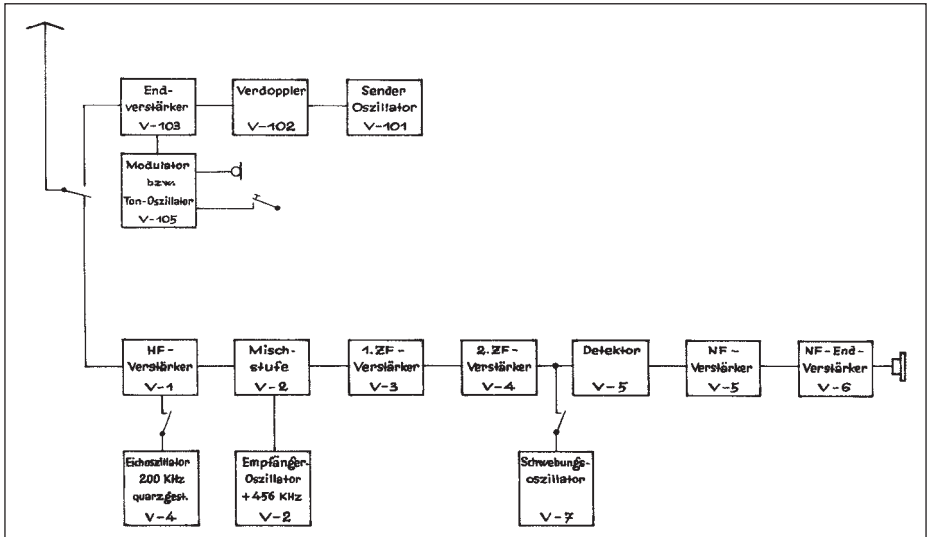 End-
verstärker
V-103
Verdoppler
V-102
Sender
Oszillator
V-101
Modulator
bzw.
Ton-Oszillator
V-105
HF-
Verstärker
V-1
Misch-
stufe
V-2
1.ZF-
Verstärker
V-3
2.ZF-
Verstärker
V-4
Detektor
V-5
NF-
Verstärker
V-5
NF-End-
Verstärker
V-6
Eichoszillator
200 KHz
quarzgest.
V-4
Empfänger-
Oszillator
+456 KHz
V-2
Schwebungs-
oszillator
V-7